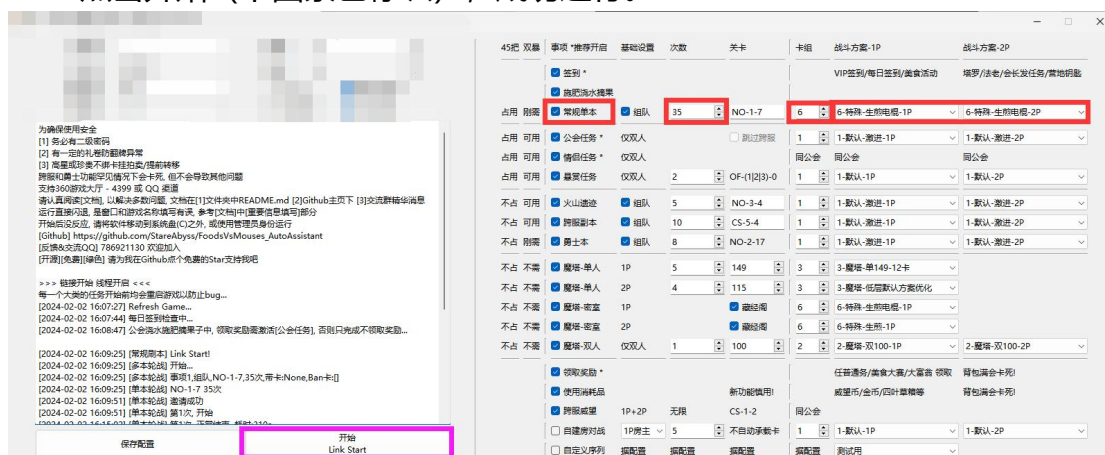 45把 双暴 事项 *推荐开启 基础设置 次数 关卡 卡组 战斗方案-1P 战斗方案-2P
签到 * VIP签到/每日签到/美食活动 塔罗/法老/会长发任务/营地钥匙
施肥浇水摘果
占用 刚需 常规单本 组队 35 NO-1-7 6 6-特殊-生煎电棍-1P 6-特殊-生煎电棍-2P
占用 可用 公会任务 * 仅双人 跳过跨服 1 1-默认-激进-1P 1-默认-激进-2P
占用 可用 情侣任务 * 仅双人 同公会 同公会 同公会
占用 可用 悬赏任务 仅双人 2 OF-(1|2|3)-0 1 1-默认-激进-1P 1-默认-激进-2P
不占 可用 火山遗迹 组队 5 NO-3-4 1 1-默认-激进-1P 1-默认-激进-2P
不占 可用 跨服副本 组队 10 CS-5-4 1 1-默认-激进-1P 1-默认-激进-2P
不占 刚需 勇士本 组队 8 NO-2-17 1 1-默认-激进-1P 1-默认-激进-2P
不占 不需 魔塔-单人 1P 5 149 3 3-魔塔-单149-12卡
不占 不需 魔塔-单人 2P 4 115 3 3-魔塔-低层默认方案优化
不占 不需 魔塔-密室 1P 藏经阁 6 6-特殊-生煎电棍-1P
不占 不需 魔塔-密室 2P 藏经阁 6 6-特殊-生煎-1P
不占 不需 魔塔-双人 仅双人 1 100 2 2-魔塔-双100-1P 2-魔塔-双100-2P
领取奖励 * 任普通务/美食大赛/大富翁 领取 背包满会卡死!
使用消耗品 新功能慎用! 威望币/金币/四叶草糖等 背包满会卡死!
跨服威望 1P+2P 无限 CS-1-2 同公会
自建房对战 1P房主 5 不自动承载卡 1 1-默认-1P 1-默认-2P
自定义序列 据配置 据配置 据配置 据配置 测试用
为确保使用安全
[1] 务必有二级密码
[2] 有一定的礼卷防翻牌异常
[3] 高星或珍贵不绑卡挂拍卖/提前转移
跨服和勇士功能罕见情况下会卡死, 但不会导致其他问题
支持360游戏大厅 - 4399 或 QQ 渠道
请认真阅读[文档], 以解决多数问题, 文档在[1]文件夹中README.md [2]Github主页下 [3]交流群精华消息
运行直接闪退, 是窗口和游戏名称填写有误, 参考[文档]中[重要信息填写]部分
开始后没反应, 请将软件移动到系统盘(C)之外, 或使用管理员身份运行
[Github] https://github.com/StareAbyss/FoodsVsMouses_AutoAssistant
[反馈&交流QQ] 786921130 欢迎加入
[开源][免费][绿色] 请为我在Github点个免费的Star支持我吧
>>> 链接开始 线程开启 <<<
每一个大类的任务开始前均会重启游戏以防止bug...
[2024-02-02 16:07:27] Refresh Game...
[2024-02-02 16:07:44] 每日签到检查中...
[2024-02-02 16:08:47] 公会浇水施肥摘果子中, 领取奖励需激活[公会任务], 否则只完成不领取奖励...
[2024-02-02 16:09:25] [常规副本] Link Start!
[2024-02-02 16:09:25] [多本轮战] 开始...
[2024-02-02 16:09:25] [多本轮战] 事项1,组队,NO-1-7,35次,带卡:None,Ban卡:[]
[2024-02-02 16:09:25] [单本轮战] NO-1-7 35次
[2024-02-02 16:09:51] [单本轮战] 邀请成功
[2024-02-02 16:09:51] [单本轮战] 第1次, 开始
保存配置
开始
Link Start